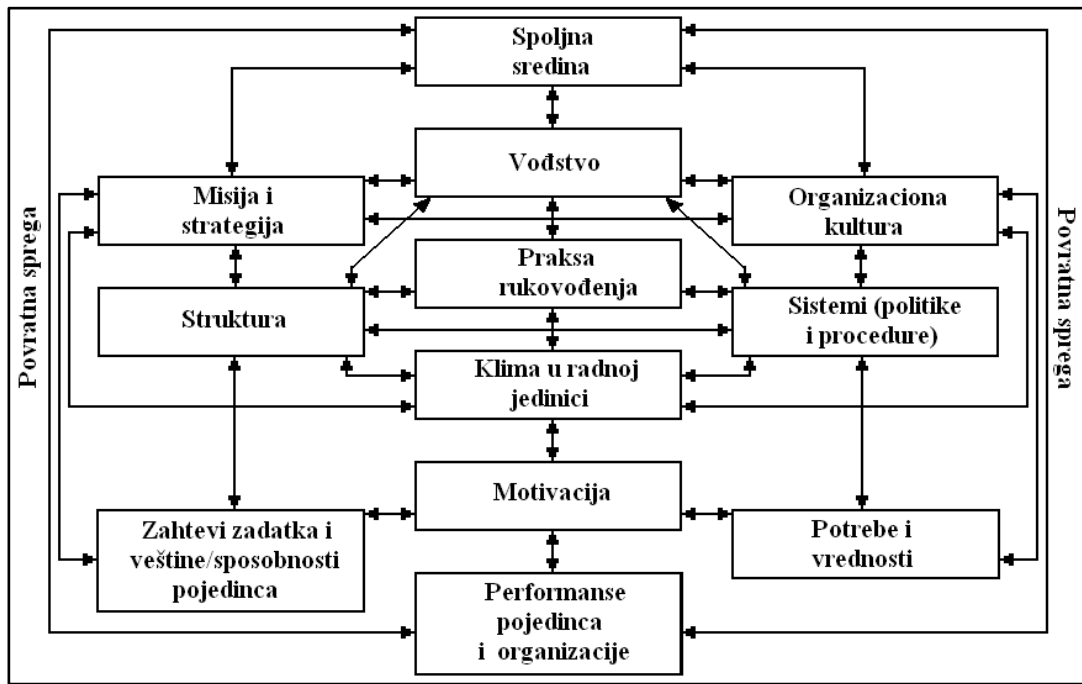 Spoljna
sredina
Vođstvo
Misija i
strategija
Organizaciona
kultura
Praksa
rukovođenja
Struktura
Sistemi (politike
i procedure)
Klima u radnoj
jedinici
Motivacija
Zahtevi zadatka i
veštine/sposobnosti
pojedinca
Potrebe i
vrednosti
Performanse
pojedinca
i organizacije
Povratna sprega
Povratna sprega